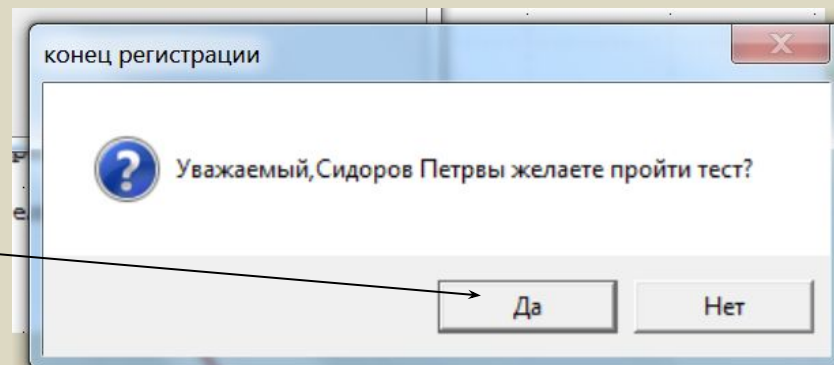 конец регистрации
Уважаемый,Сидоров Петрвы желаете пройти тест?
Да
Нет